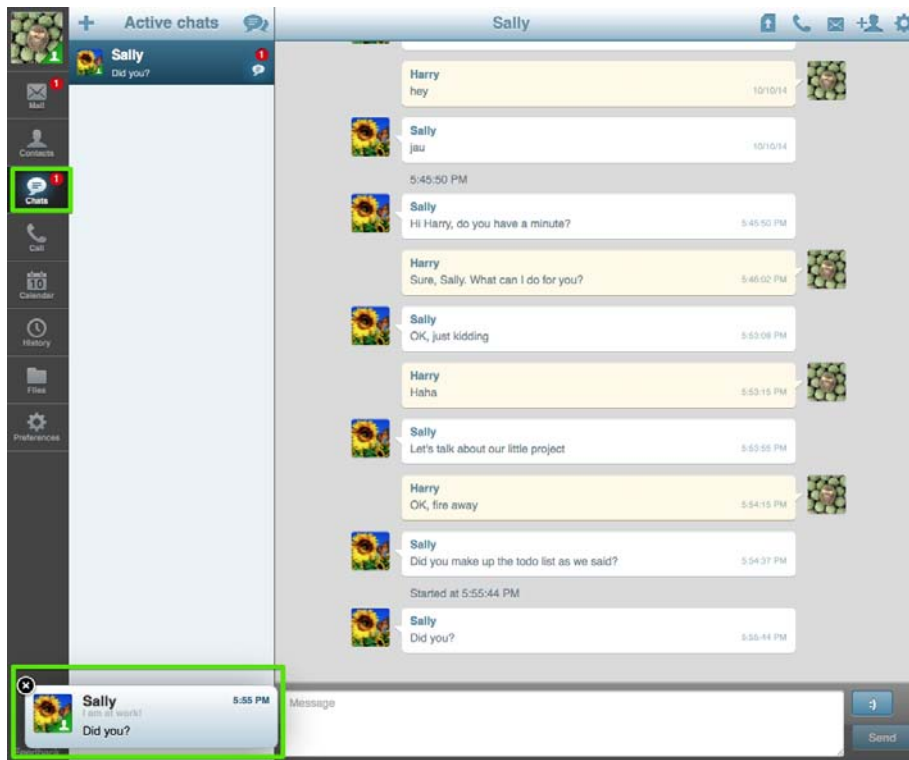 Active chats
Sally
Sally
Did you?
1
Mail
1
Contacts
Chats
1
Call
10
Calendar
History
Files
Preferences
Harry
hey
10/10/14
Sally
jau
10/10/14
5:45:50 PM
Sally
Hi Harry, do you have a minute?
5:45:50 PM
Harry
Sure, Sally. What can I do for you?
5:46:02 PM
Sally
OK, just kidding
5:53:08 PM
Harry
Haha
5:53:15 PM
Sally
Let's talk about our little project
5:53:55 PM
Harry
OK, fire away
5:54:15 PM
Sally
Did you make up the todo list as we said?
5:54:37 PM
Started at 5:55:44 PM
Sally
Did you?
5:55:44 PM
Sally
5:55 PM
I am at work!
Did you?
Feedback
Message
:)
Send